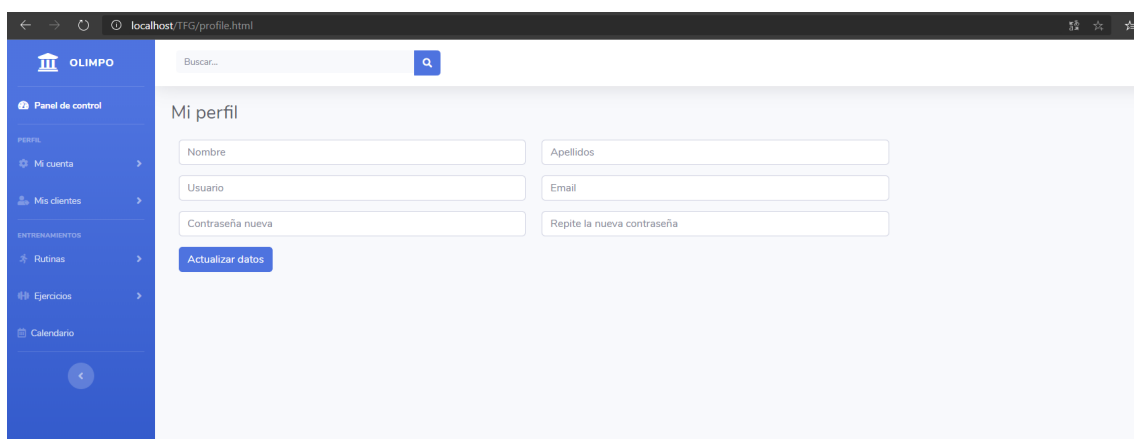 localhost/TFG/profile.html
OLIMPO
Buscar...
Panel de control
Mi perfil
PERFIL
Nombre
Apellidos
Mi cuenta
Usuario
Email
Mis clientes
Contraseña nueva
Repite la nueva contraseña
ENTRENAMIENTOS
Rutinas
Actualizar datos
Ejercicios
Calendario